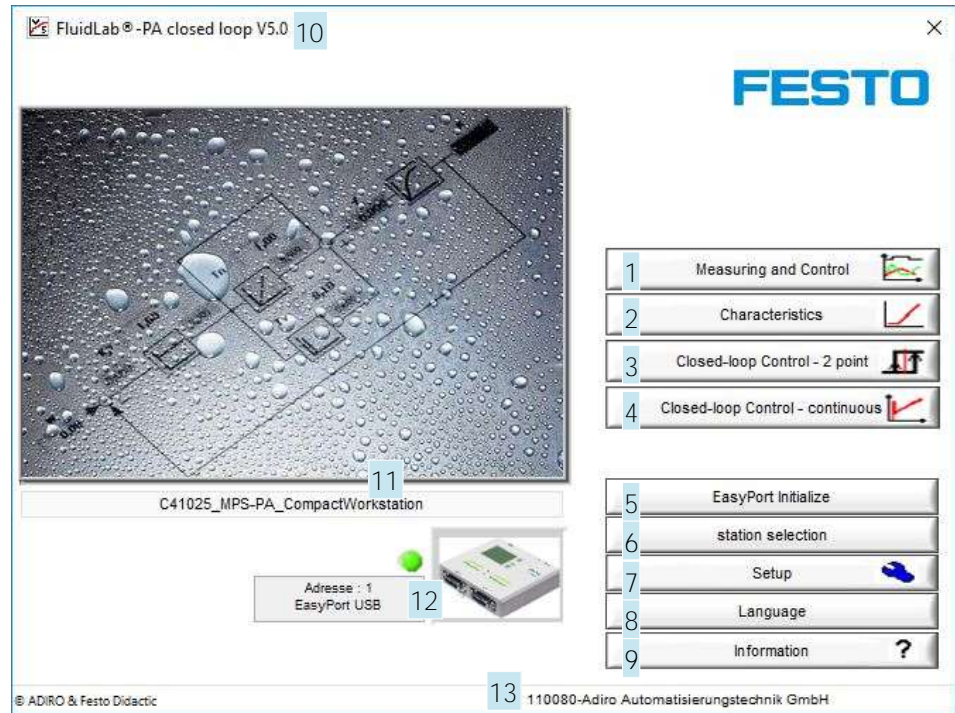 FluidLab®-PA closed loop V5.0 10
FESTO
1 Measuring and Control
2 Characteristics
3 Closed-loop Control - 2 point
4 Closed-loop Control - continuous
11
C41025_MPS-PA_CompactWorkstation
5 EasyPort Initialize
6 station selection
7 Setup
8 Language
9 Information ?
Adresse : 1
EasyPort USB 12
© ADIRO & Festo Didactic
13 110080-Adiro Automatisierungstechnik GmbH